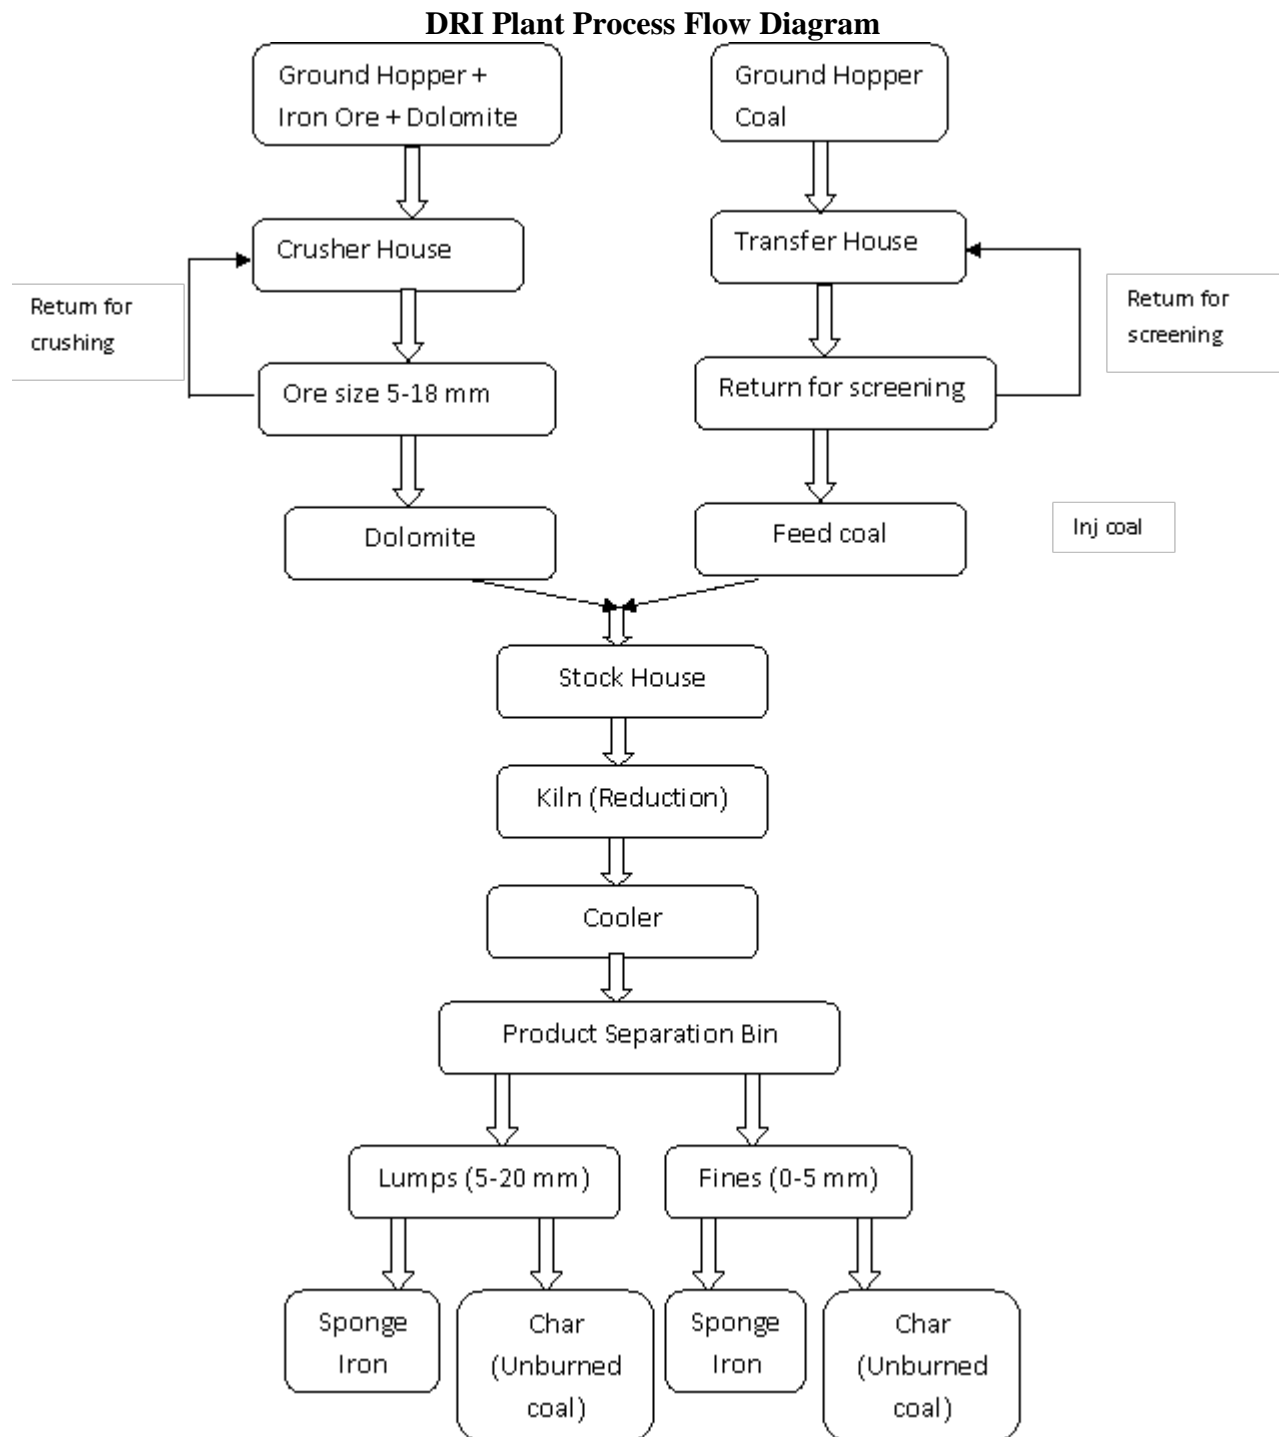 DRI Plant Process Flow Diagram
Ground Hopper +
Iron Ore + Dolomite
Ground Hopper
Coal
Crusher House
Transfer House
Return for
crushing
Return for
screening
Ore size 5-18 mm
Return for screening
Dolomite
Feed coal
Inj coal
Stock House
Kiln (Reduction)
Cooler
Product Separation Bin
Lumps (5-20 mm)
Fines (0-5 mm)
Sponge
Iron
Char
(Unburned
coal)
Sponge
Iron
Char
(Unburned
coal)